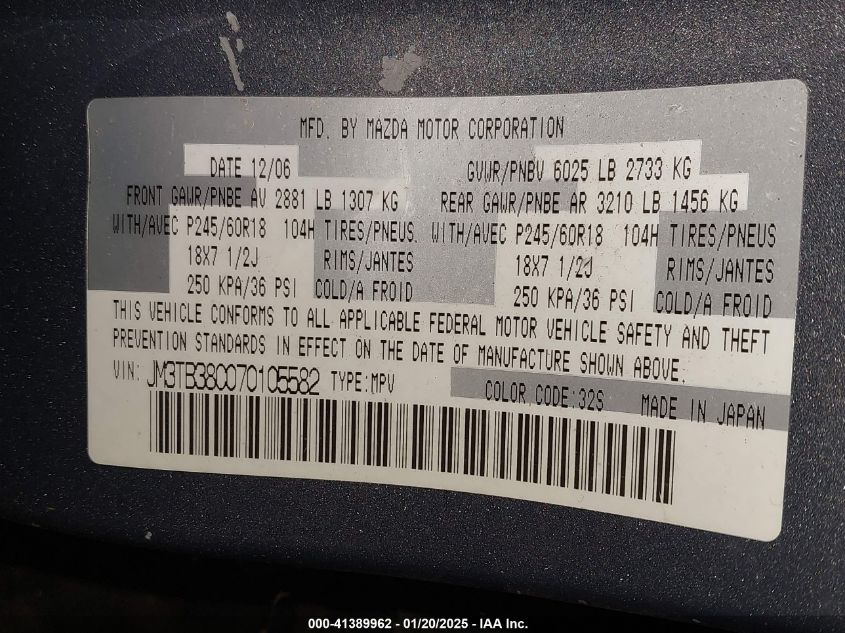 MFD. BY MAZDA MOTOR CORPORATION
DATE 12/06 GVWR/PNBV 6025 LB 2733 KG
FRONT GAWR/PNBE AV 2881 LB 1307 KG REAR GAWR/PNBE AR 3210 LB 1456 KG
WITH/AVEC P245/60R18 104H TIRES/PNEUS WITH/AVEC P245/60R18 104H TIRES/PNEUS
18X7 1/2J RIMS/JANTES 18X7 1/2J RIMS/JANTES
250 KPA/36 PSI COLD/A FROID 250 KPA/36 PSI COLD/A FROID
THIS VEHICLE CONFORMS TO ALL APPLICABLE FEDERAL MOTOR VEHICLE SAFETY AND THEFT
PREVENTION STANDARDS IN EFFECT ON THE DATE OF MANUFACTURE SHOWN ABOVE.
VIN: JM3TB38C070105582 TYPE:MPV COLOR CODE:32S MADE IN JAPAN
000-41389962 - 01/20/2025 - IAA Inc.